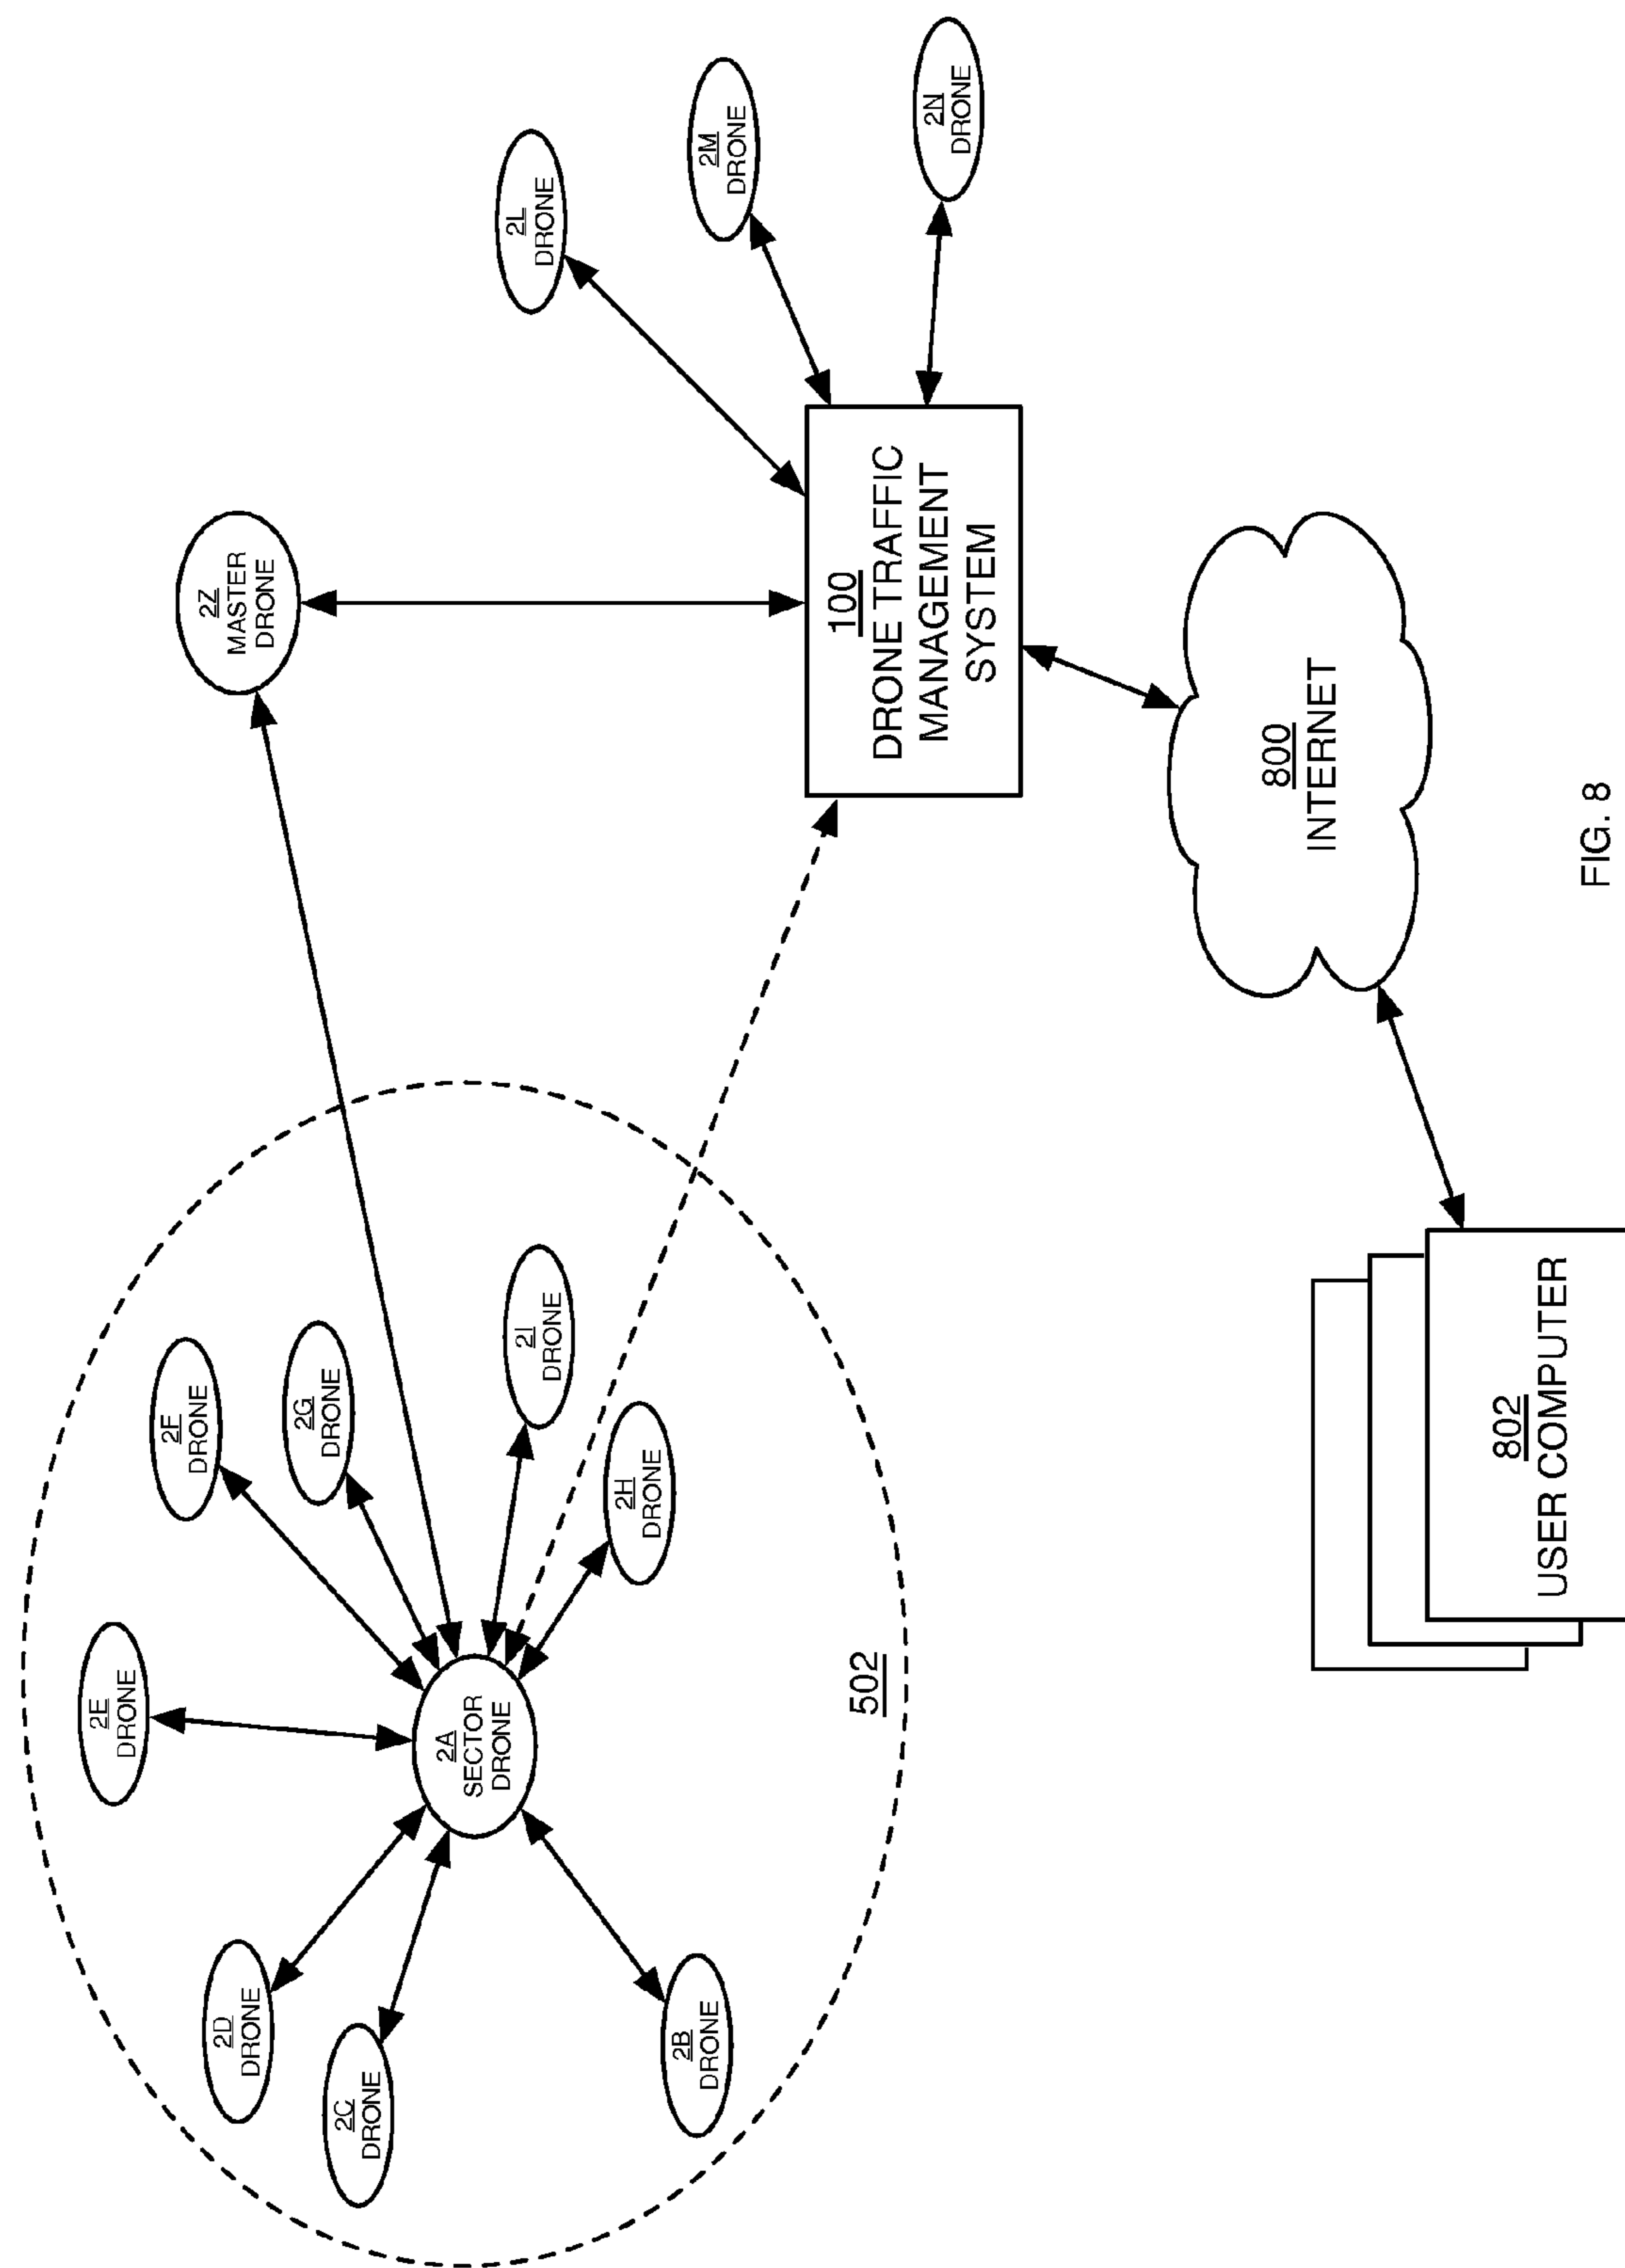 2E
DRONE
2F
DRONE
2D
DRONE
2G
DRONE
2C
DRONE
2A
SECTOR
DRONE
2I
DRONE
2H
DRONE
2B
DRONE
502
2Z
MASTER
DRONE
2L
DRONE
2M
DRONE
2N
DRONE
100
DRONE TRAFFIC
MANAGEMENT
SYSTEM
800
INTERNET
802
USER COMPUTER
FIG. 8